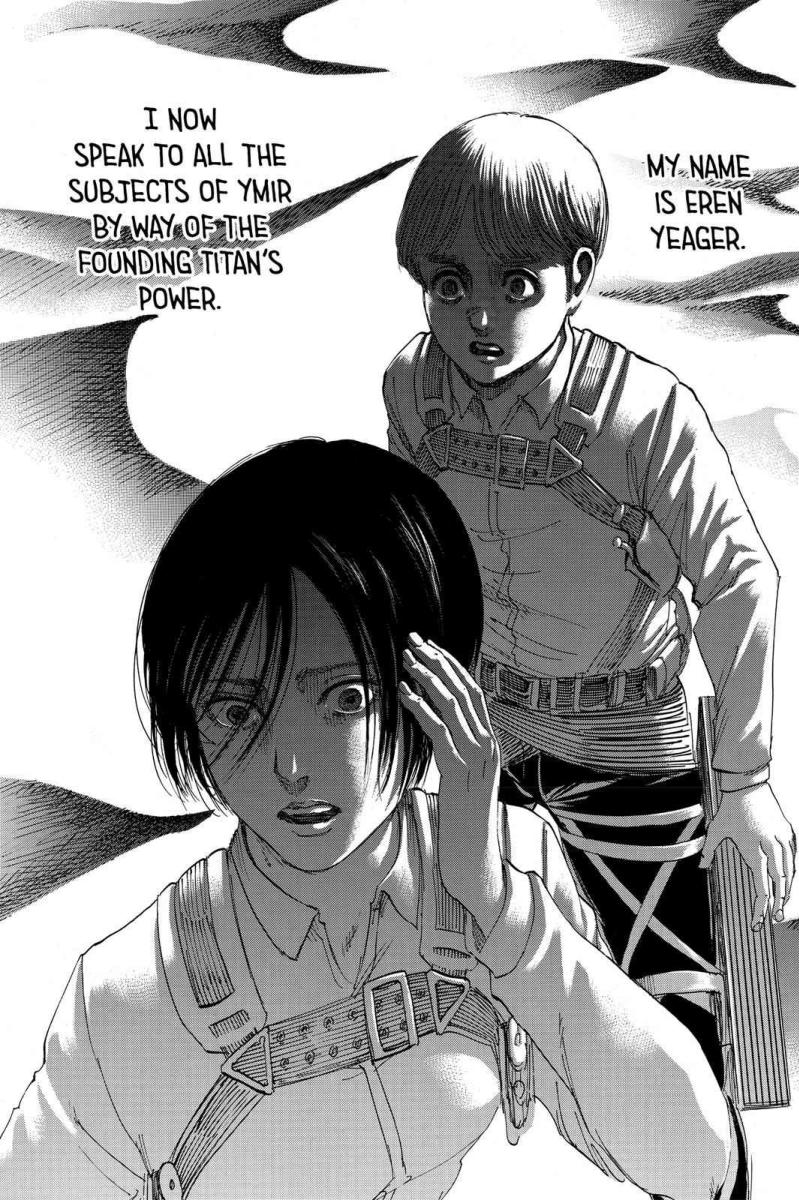 MY NAME
IS EREN
YEAGER.
I NOW
SPEAK TO ALL THE
SUBJECTS OF YMIR
BY WAY OF THE
FOUNDING TITAN'S
POWER.